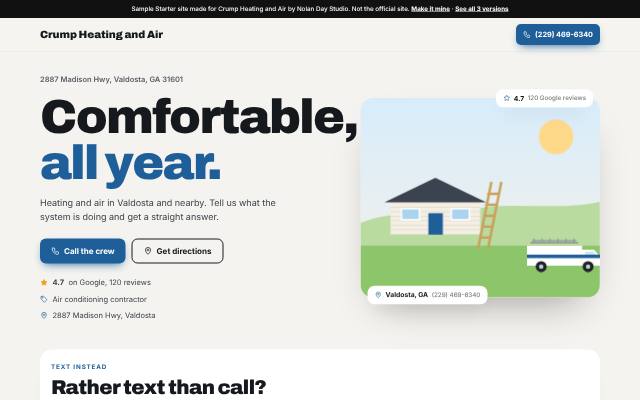 Sample Starter site made for Crump Heating and Air by Nolan Day Studio. Not the official site. Make it mine · See all 3 versions
Crump Heating and Air
(229) 469-6340
2887 Madison Hwy, Valdosta, GA 31601
Comfortable,
all year.
Heating and air in Valdosta and nearby. Tell us what the
system is doing and get a straight answer.
Call the crew
Get directions
4.7 on Google, 120 reviews
Air conditioning contractor
2887 Madison Hwy, Valdosta
4.7 120 Google reviews
Valdosta, GA (229) 469-6340
TEXT INSTEAD
Rather text than call?